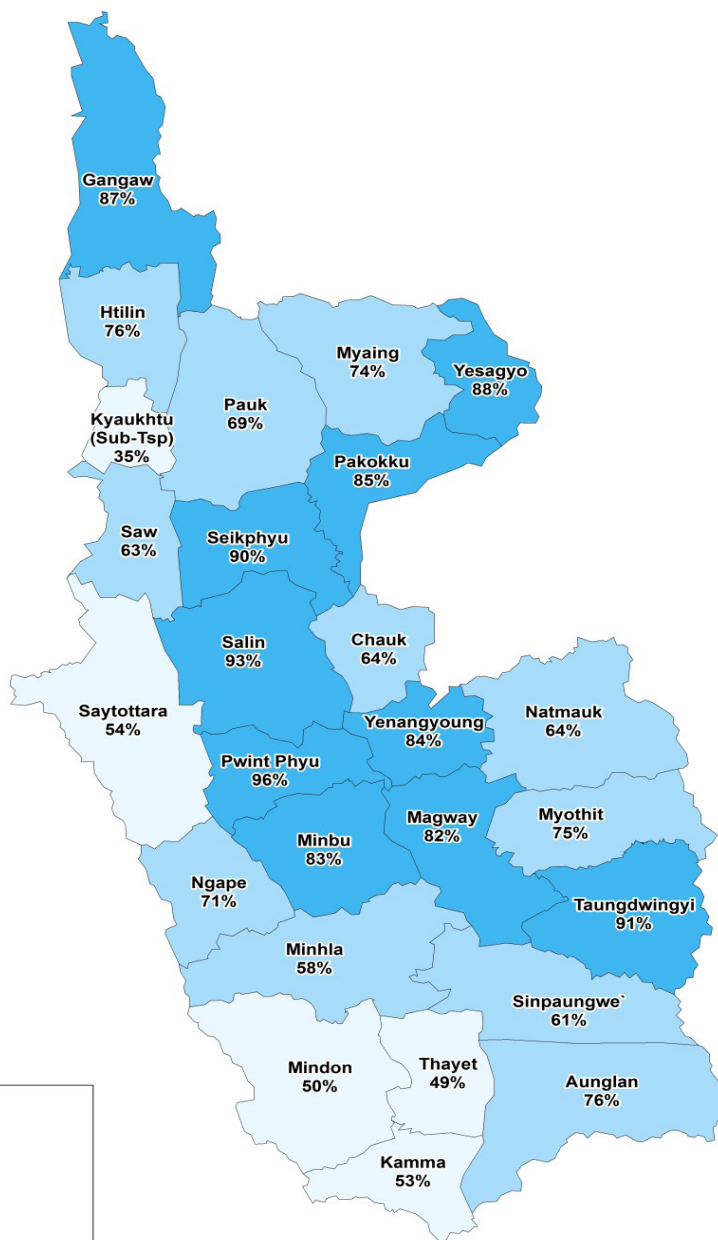 Gangaw
87%
Htilin
76%
Myaing
74%
Yesagyo
88%
Kyaukhtu
(Sub-Tsp)
35%
Pauk
69%
Pakokku
85%
Saw
63%
Seikphyu
90%
Salin
93%
Chauk
64%
Saytottara
54%
Yenangyoung
84%
Natmauk
64%
Pwint Phyu
96%
Magway
82%
Myothit
75%
Minbu
83%
Ngape
71%
Taungdwingyi
91%
Minhla
58%
Sinpaungwe`
61%
Mindon
50%
Thayet
49%
Aunglan
76%
Kamma
53%